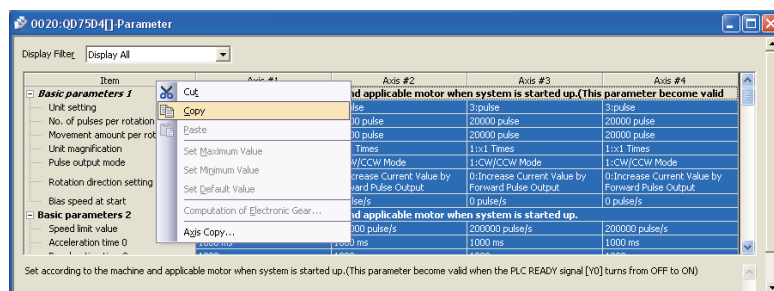 0020:QD75D4[]-Parameter
Display Filter Display All
Item Axis #1 Axis #2 Axis #3 Axis #4
Basic parameters 1 nd applicable motor when system is started up.(This parameter become valid
Unit setting lse 3:pulse 3:pulse
No. of pulses per rotation 00 pulse 20000 pulse 20000 pulse
Movement amount per rot 00 pulse 20000 pulse 20000 pulse
Unit magnification 1 Times 1:x1 Times 1:x1 Times
Pulse output mode W/CCW Mode 1:CW/CCW Mode 1:CW/CCW Mode
Rotation direction setting crease Current Value by 0:Increase Current Value by 0:Increase Current Value by
ward Pulse Output Forward Pulse Output Forward Pulse Output
Bias speed at start lse/s 0 pulse/s 0 pulse/s
Basic parameters 2 nd applicable motor when system is started up.
Speed limit value 000 pulse/s 200000 pulse/s 200000 pulse/s
Acceleration time 0 1000 ms 1000 ms 1000 ms 1000 ms
Cut
Copy
Paste
Set Maximum Value
Set Minimum Value
Set Default Value
Computation of Electronic Gear...
Axis Copy...
Set according to the machine and applicable motor when system is started up.(This parameter become valid when the PLC READY signal [Y0] turns from OFF to ON)